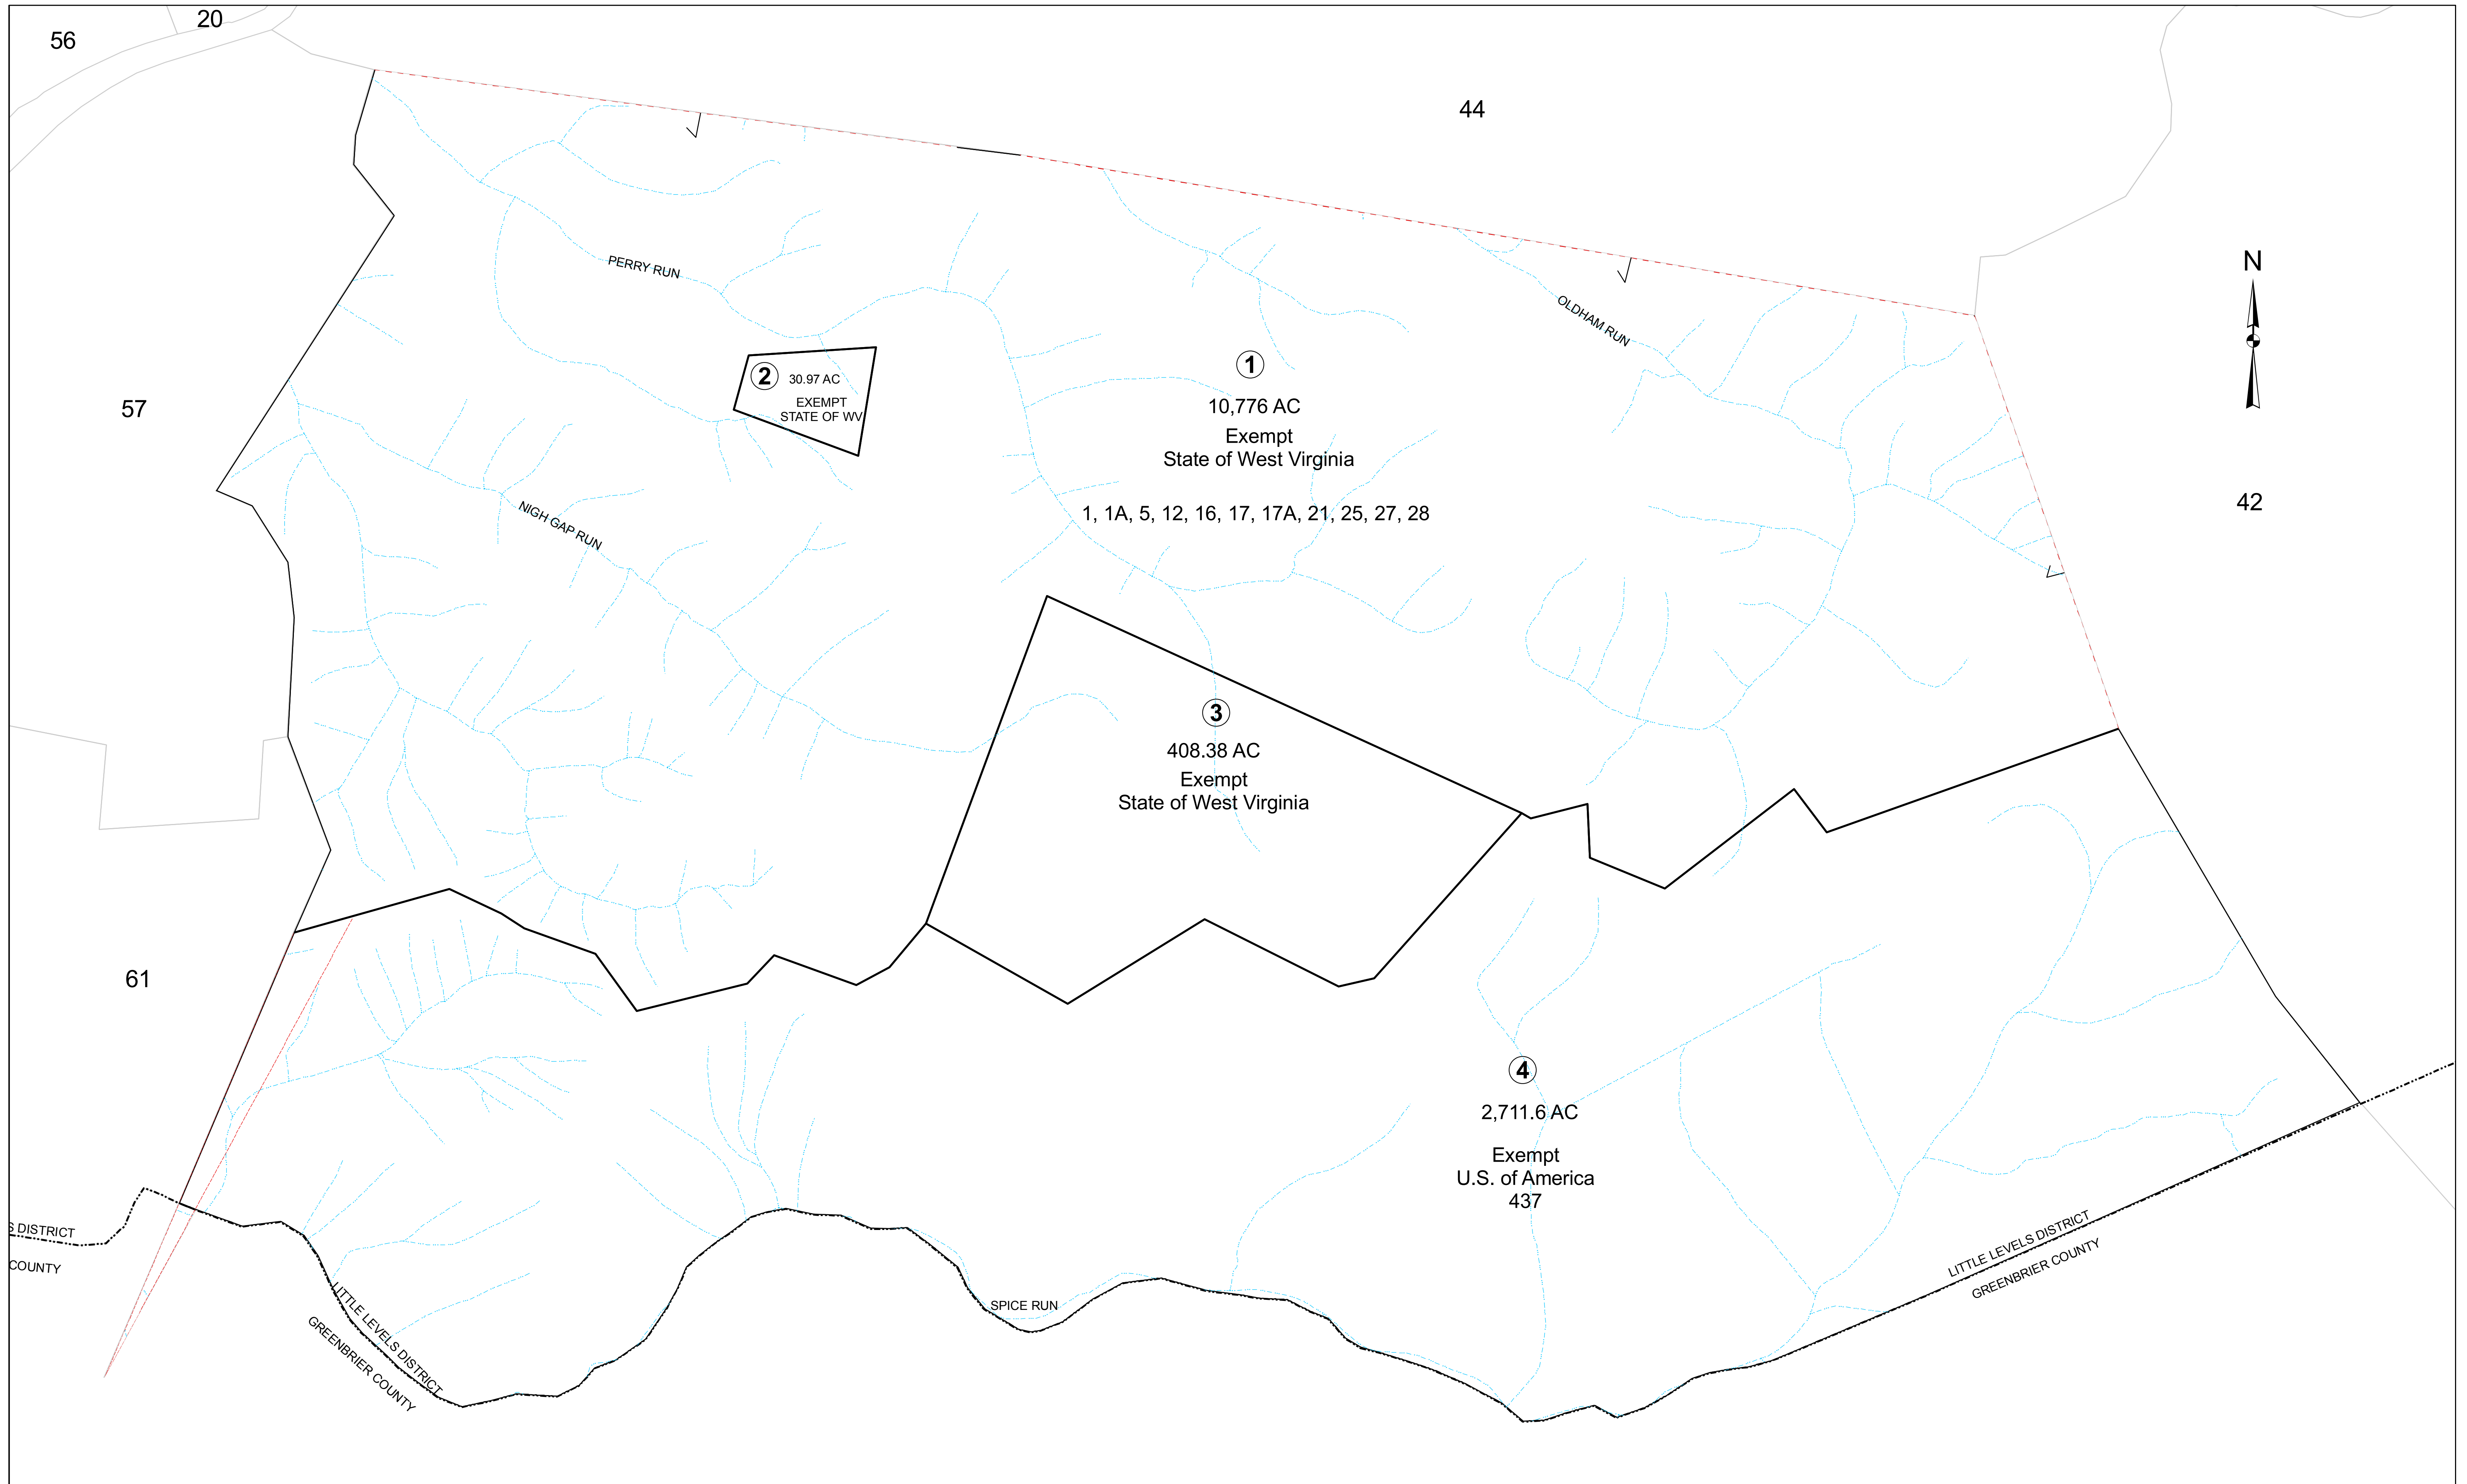 20
56
44
N
PERRY RUN
OLDHAM RUN
1
2
30.97 AC
EXEMPT
STATE OF WV
10,776 AC
Exempt
State of West Virginia
57
42
NIGH GAP RUN
1, 1A, 5, 12, 16, 17, 17A, 21, 25, 27, 28
3
408.38 AC
Exempt
State of West Virginia
61
4
2,711.6 AC
Exempt
U.S. of America
437
S DISTRICT
COUNTY
LITTLE LEVELS DISTRICT
GREENBRIER COUNTY
SPICE RUN
LITTLE LEVELS DISTRICT
GREENBRIER COUNTY